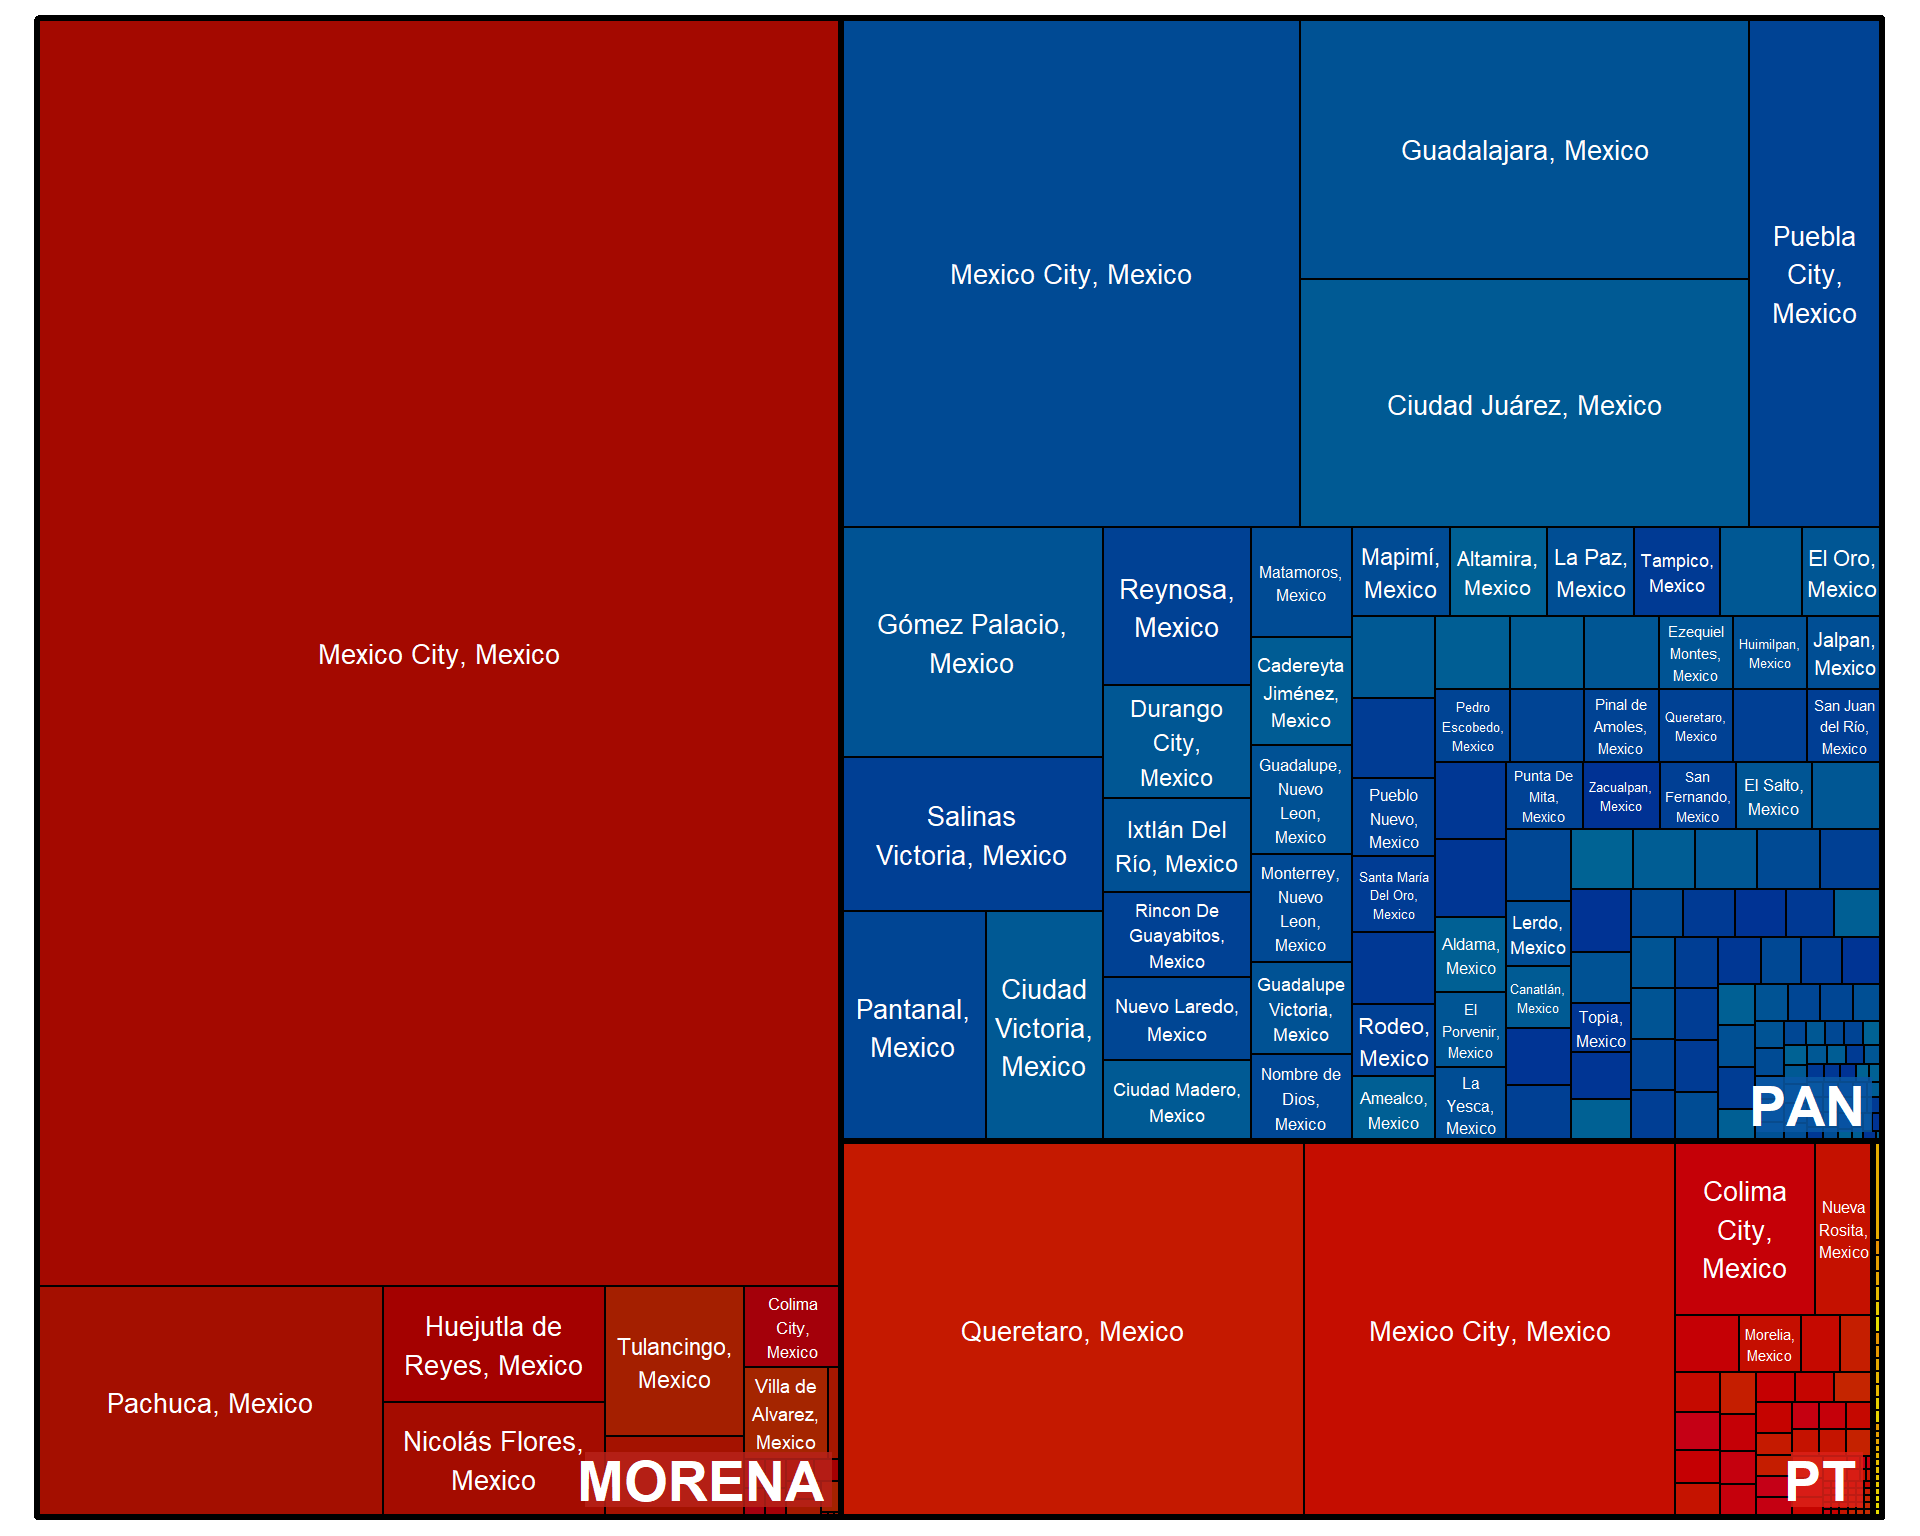 Mexico City, Mexico
Pachuca, Mexico
Huejutla de
Reyes, Mexico
Nicolás Flores,
Mexico
Tulancingo,
Mexico
Colima
City,
Mexico
Villa de
Alvarez,
Mexico
MORENA
Mexico City, Mexico
Guadalajara, Mexico
Ciudad Juárez, Mexico
Puebla
City,
Mexico
Gómez Palacio,
Mexico
Salinas
Victoria, Mexico
Pantanal,
Mexico
Ciudad
Victoria,
Mexico
Reynosa,
Mexico
Durango
City,
Mexico
Ixtlán Del
Río, Mexico
Rincon De
Guayabitos,
Mexico
Nuevo Laredo,
Mexico
Ciudad Madero,
Mexico
Matamoros,
Mexico
Cadereyta
Jiménez,
Mexico
Guadalupe,
Nuevo
Leon,
Mexico
Monterrey,
Nuevo
Leon,
Mexico
Guadalupe
Victoria,
Mexico
Nombre de
Dios,
Mexico
Mapimí,
Mexico
Altamira,
Mexico
La Paz,
Mexico
Tampico,
Mexico
El Oro,
Mexico
Ezequiel
Montes,
Mexico
Huimilpan,
Mexico
Jalpan,
Mexico
Pedro
Escobedo,
Mexico
Pinal de
Amoles,
Mexico
Queretaro,
Mexico
San Juan
del Río,
Mexico
Pueblo
Nuevo,
Mexico
Punta De
Mita,
Mexico
Zacualpan,
Mexico
San
Fernando,
Mexico
El Salto,
Mexico
Santa María
Del Oro,
Mexico
Aldama,
Mexico
Lerdo,
Mexico
Canatlán,
Mexico
Rodeo,
Mexico
El
Porvenir,
Mexico
Topia,
Mexico
Amealco,
Mexico
La
Yesca,
Mexico
PAN
Queretaro, Mexico
Mexico City, Mexico
Colima
City,
Mexico
Nueva
Rosita,
Mexico
Morelia,
Mexico
PT